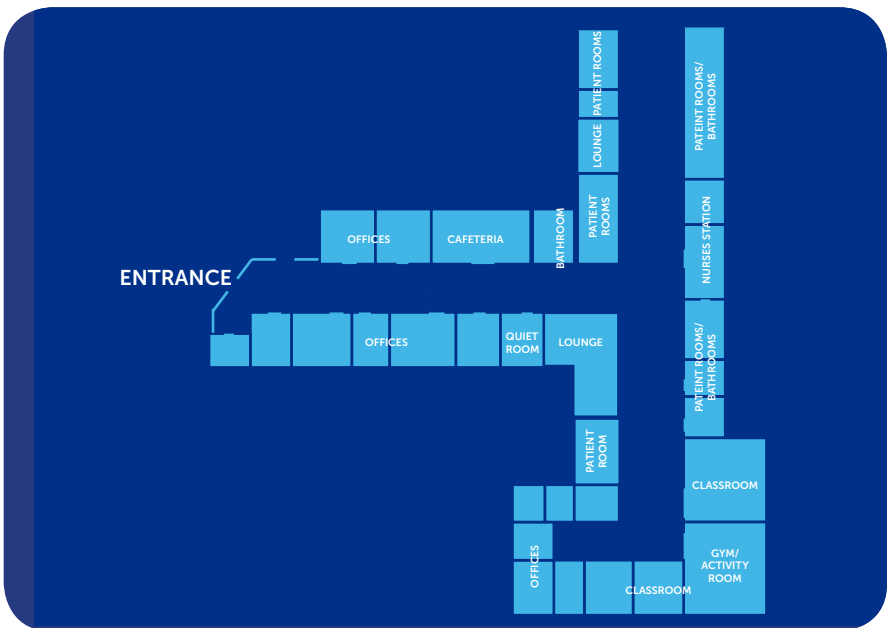 PATIENT ROOMS
LOUNGE
PATIENT
ROOMS
PATEINT ROOMS/
BATHROOMS
NURSES STATION
OFFICES
CAFETERIA
BATHROOM
ENTRANCE
OFFICES
QUIET
ROOM
LOUNGE
PATEINT ROOMS/
BATHROOMS
PATIENT
ROOM
CLASSROOM
OFFICES
GYM/
ACTIVITY
ROOM
CLASSROOM